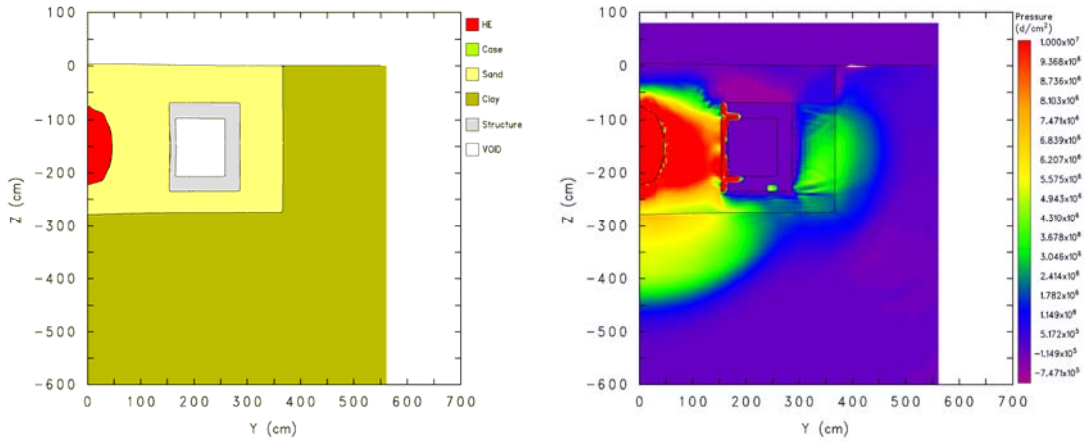 0
-100
-200
-300
-400
-500
-600
Z (cm)
0 100 200 300 400 500 600 700
Y (cm)
HE
Case
Sand
Clay
Structure
VOID
0
-100
-200
-300
-400
-500
-600
Z (cm)
0 100 200 300 400 500 600 700
Y (cm)
Pressure
(d/cm²)
1.000x10⁷
9.368x10⁶
8.736x10⁶
8.103x10⁶
7.471x10⁶
6.839x10⁶
6.207x10⁶
5.575x10⁶
4.943x10⁶
4.310x10⁶
3.678x10⁶
3.046x10⁶
2.414x10⁶
1.782x10⁶
1.149x10⁶
5.172x10⁵
-1.149x10⁵
-7.471x10⁵